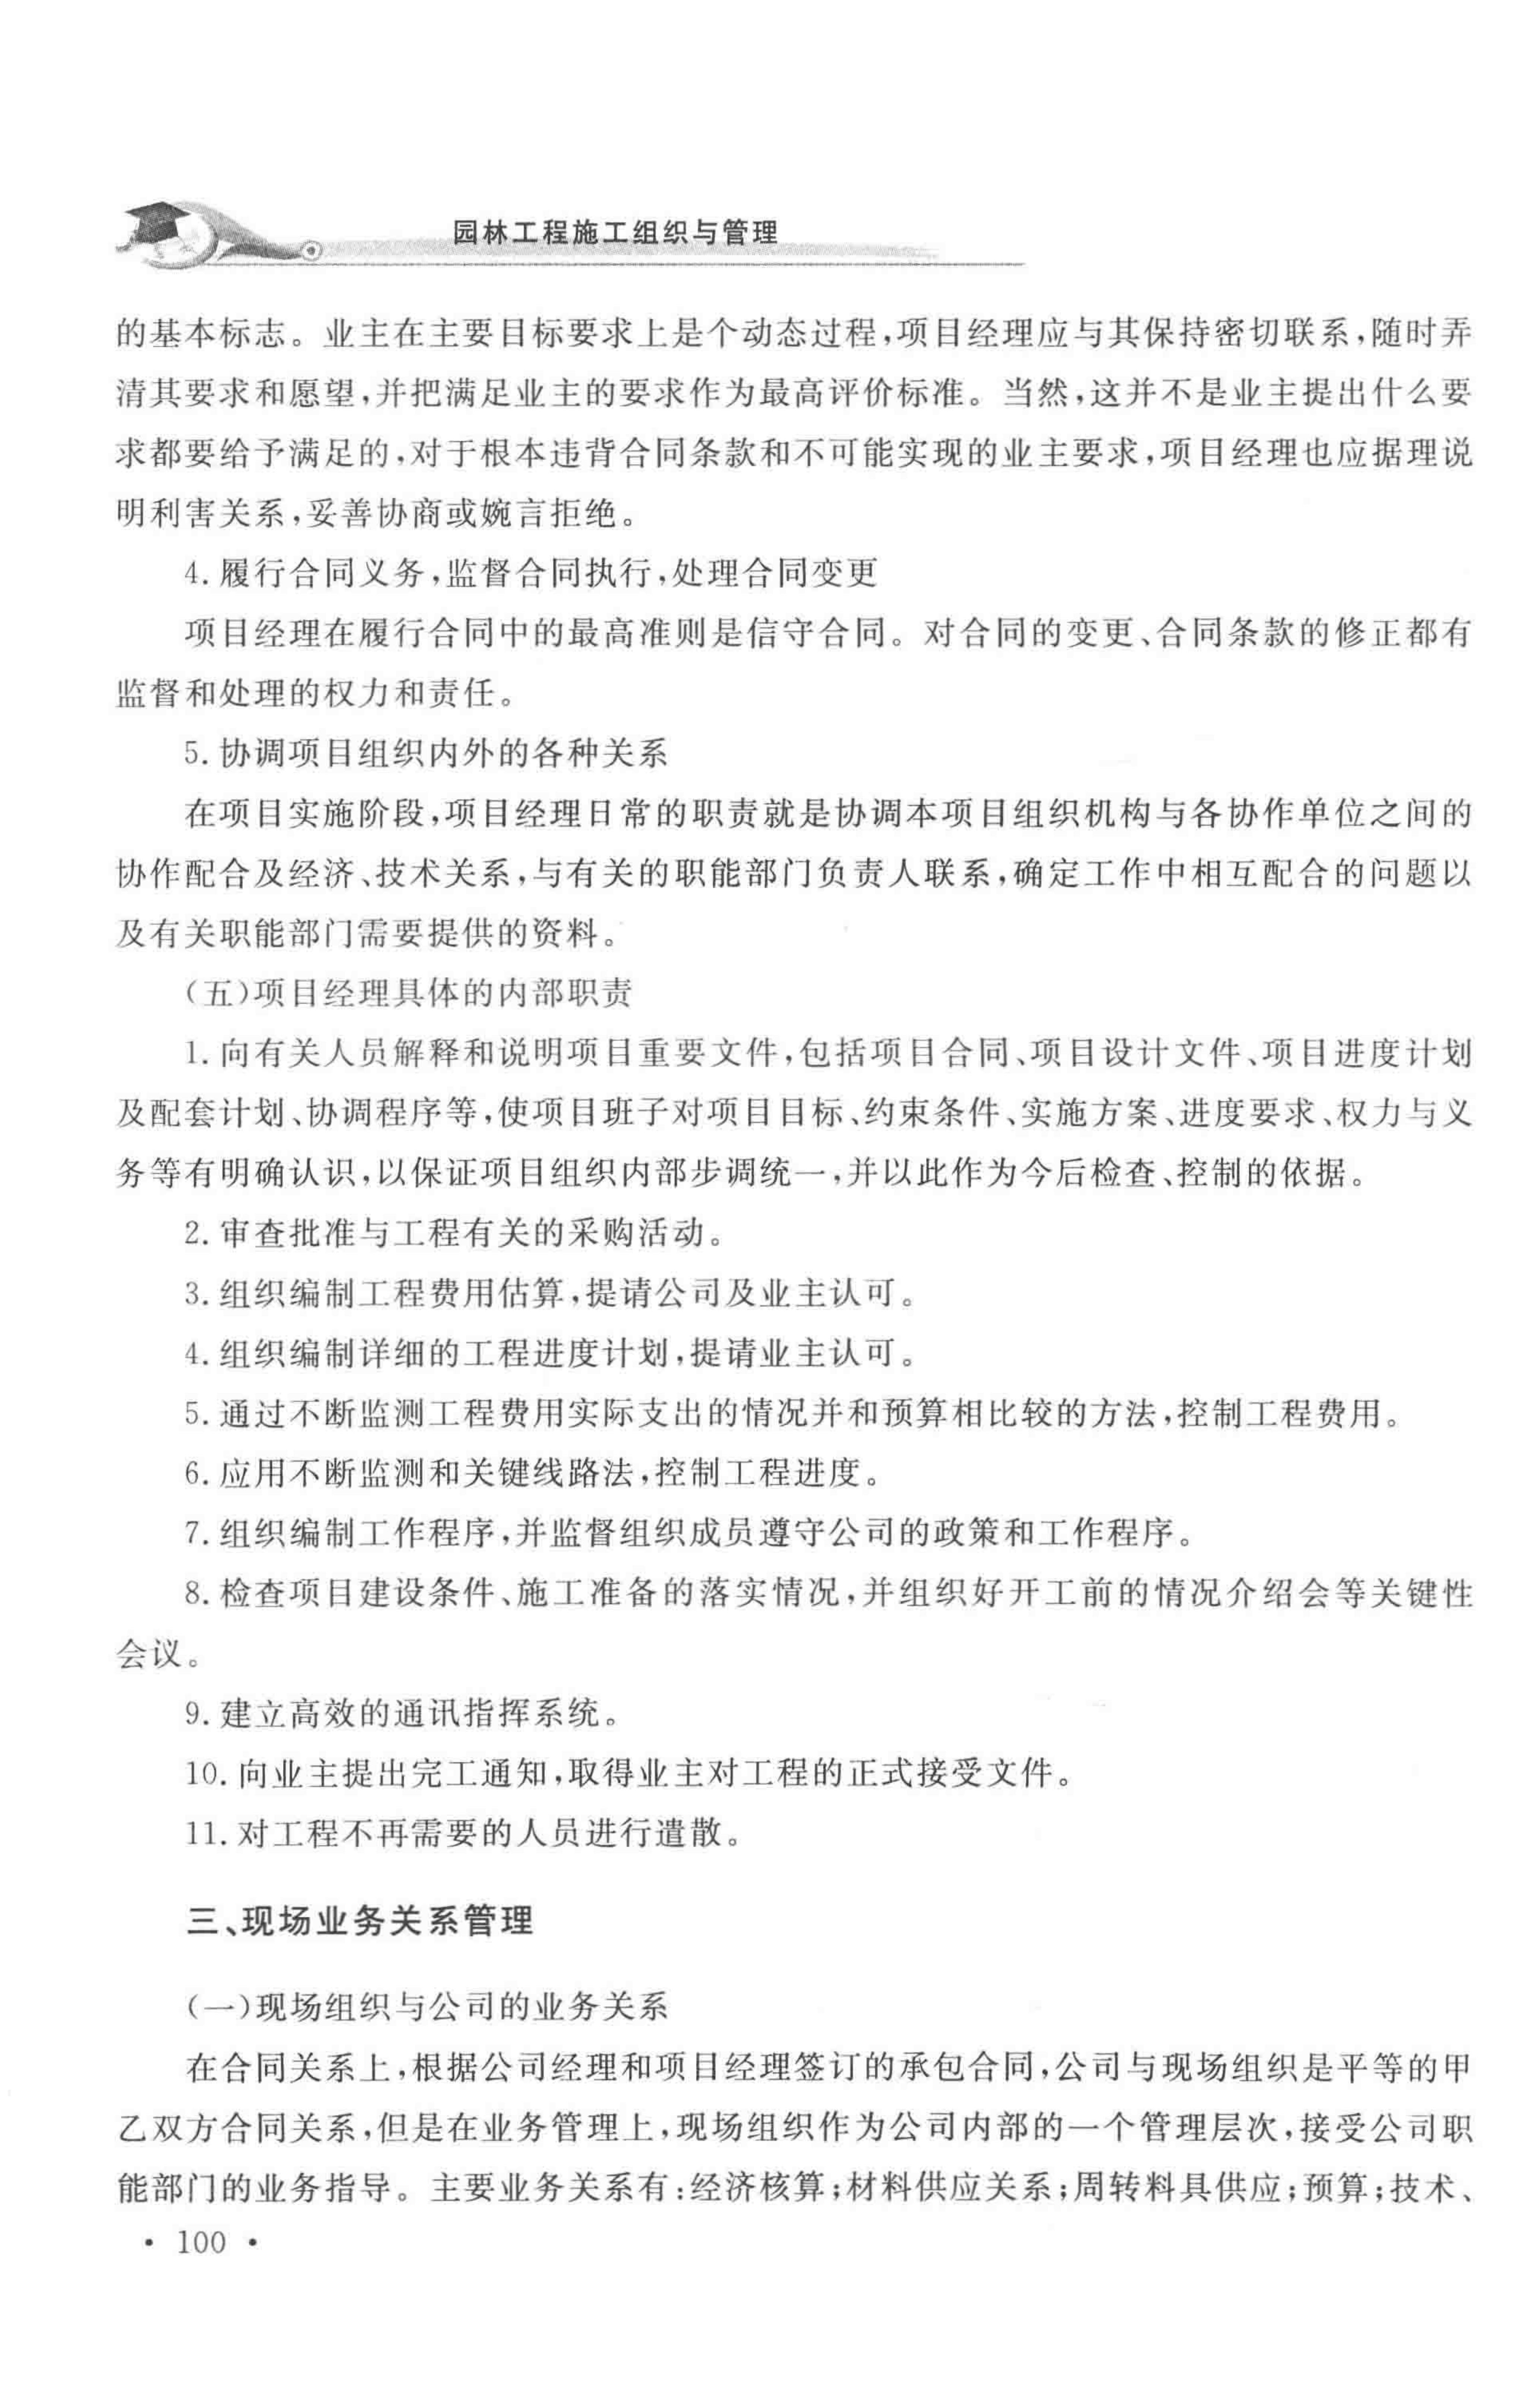 园林工程施工组织与管理
的基本标志。业主在主要目标要求上是个动态过程,项目经理应与其保持密切联系,随时弄
清其要求和愿望,并把满足业主的要求作为最高评价标准。当然,这并不是业主提出什么要
求都要给予满足的,对于根本违背合同条款和不可能实现的业主要求,项目经理也应据理说
明利害关系,妥善协商或婉言拒绝。
4.履行合同义务,监督合同执行,处理合同变更
项目经理在履行合同中的最高准则是信守合同。对合同的变更、合同条款的修正都有
监督和处理的权力和责任。
5.协调项目组织内外的各种关系
在项目实施阶段,项目经理日常的职责就是协调本项目组织机构与各协作单位之间的
协作配合及经济、技术关系,与有关的职能部门负责人联系,确定工作中相互配合的问题以
及有关职能部门需要提供的资料。
(五)项目经理具体的内部职责
1.向有关人员解释和说明项目重要文件,包括项目合同、项目设计文件、项目进度计划
及配套计划、协调程序等,使项目班子对项目目标、约束条件、实施方案、进度要求、权力与义
务等有明确认识,以保证项目组织内部步调统一,并以此作为今后检查、控制的依据。
2.审查批准与工程有关的采购活动。
3.组织编制工程费用估算,提请公司及业主认可。
4.组织编制详细的工程进度计划,提请业主认可。
5.通过不断监测工程费用实际支出的情况并和预算相比较的方法,控制工程费用。
6.应用不断监测和关键线路法,控制工程进度。
7.组织编制工作程序,并监督组织成员遵守公司的政策和工作程序。
8.检查项目建设条件、施工准备的落实情况,并组织好开工前的情况介绍会等关键性
会议。
9.建立高效的通讯指挥系统。
10.向业主提出完工通知,取得业主对工程的正式接受文件。
11.对工程不再需要的人员进行遣散。
三、现场业务关系管理
(一)现场组织与公司的业务关系
在合同关系上,根据公司经理和项目经理签订的承包合同,公司与现场组织是平等的甲
乙双方合同关系,但是在业务管理上,现场组织作为公司内部的一个管理层次,接受公司职
能部门的业务指导。主要业务关系有:经济核算;材料供应关系;周转料具供应;预算;技术、
· 100 ·